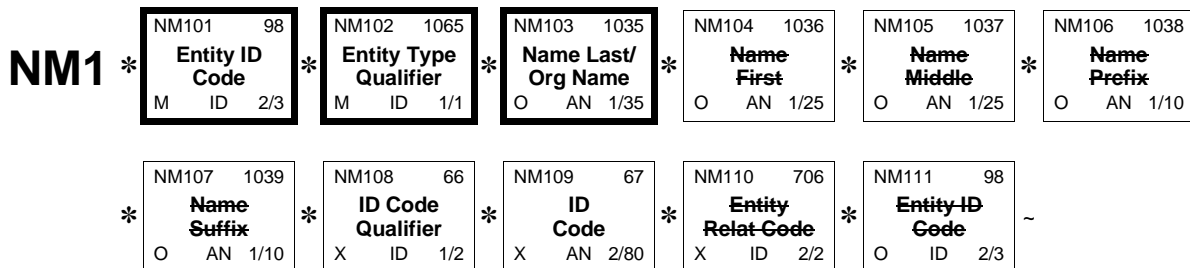 NM1 * NM101 98 * NM102 1065 * NM103 1035 * NM104 1036 * NM105 1037 * NM106 1038
Entity ID Code Entity Type Qualifier Name Last/ Org Name Name First Name Middle Name Prefix
M ID 2/3 M ID 1/1 O AN 1/35 O AN 1/25 O AN 1/25 O AN 1/10
* NM107 1039 * NM108 66 * NM109 67 * NM110 706 * NM111 98 ~
Name Suffix ID Code Qualifier ID Code Entity Relat Code Entity ID Code
O AN 1/10 X ID 1/2 X AN 2/80 X ID 2/2 O ID 2/3